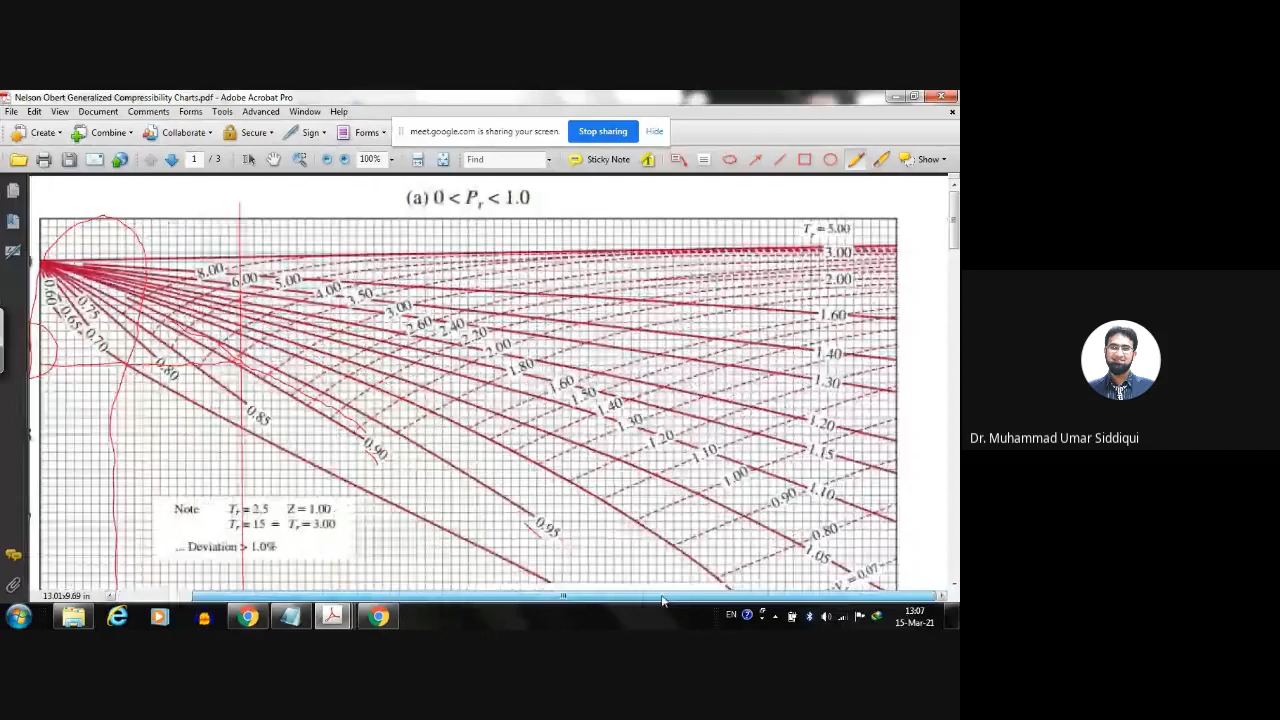 Nelson Obert Generalized Compressibility Charts.pdf - Adobe Acrobat Pro
File Edit View Document Comments Forms Tools Advanced Window Help
Create Combine Collaborate Secure Sign Forms
meet.google.com is sharing your screen. Stop sharing Hide
1 / 3 100% Find Sticky Note Show
(a) 0 < Pr < 1.0
Tr = 5.00
3.00
2.00
1.60
1.40
1.30
1.20
1.15
1.10
1.05
8.00 6.00 5.00 4.00 3.50 3.00 2.60 2.40 2.20 2.00 1.80 1.60 1.50 1.40 1.30 1.20 1.10 1.00 0.90 0.80
0.60 0.65 0.70 0.75 0.80 0.85 0.90 0.95
Note Tr = 2.5 Z = 1.00
Tr = 15 = Tr = 3.00
... Deviation > 1.0%
13.01x9.69 in
EN 13:07
15-Mar-21
Dr. Muhammad Umar Siddiqui